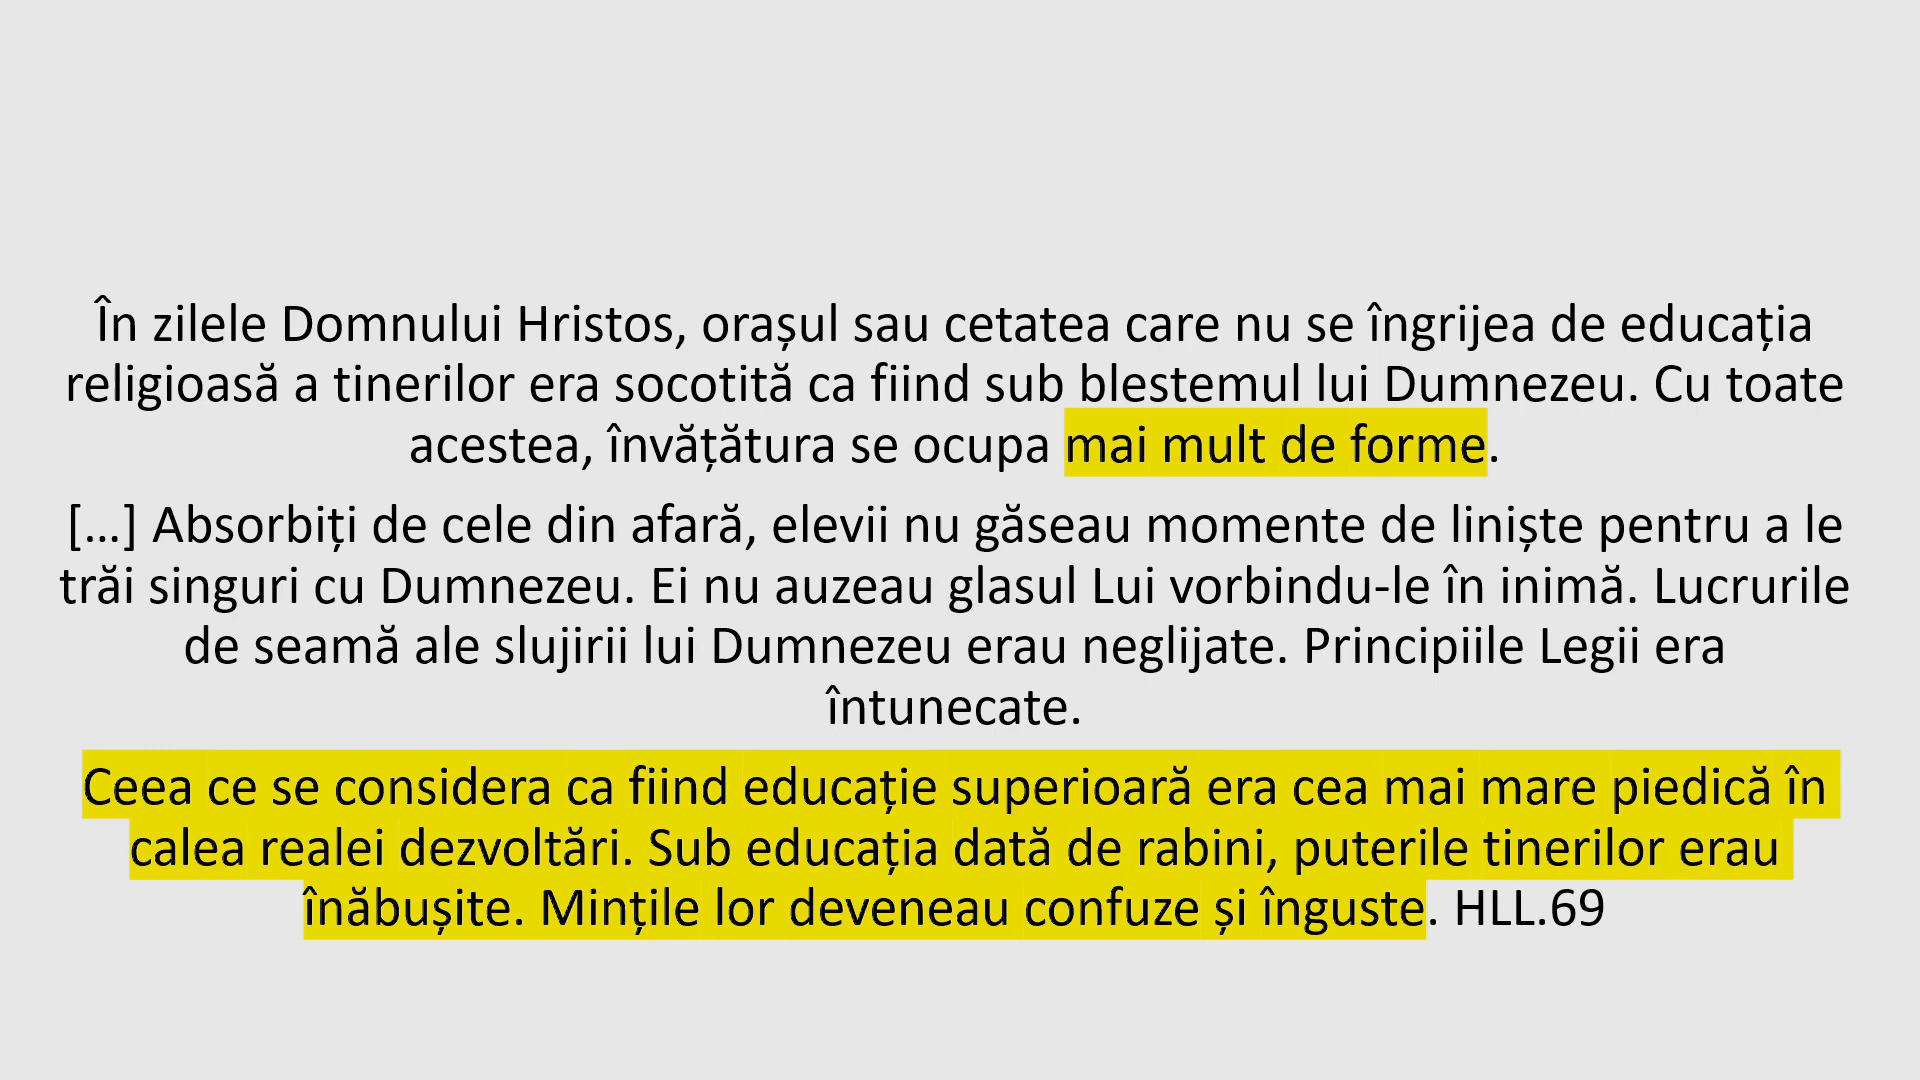 În zilele Domnului Hristos, orașul sau cetatea care nu se îngrijea de educația
religioasă a tinerilor era socotită ca fiind sub blestemul lui Dumnezeu. Cu toate
acestea, învățătura se ocupa mai mult de forme.
[…] Absorbiți de cele din afară, elevii nu găseau momente de liniște pentru a le
trăi singuri cu Dumnezeu. Ei nu auzeau glasul Lui vorbindu-le în inimă. Lucrurile
de seamă ale slujirii lui Dumnezeu erau neglijate. Principiile Legii era
întunecate.
Ceea ce se considera ca fiind educație superioară era cea mai mare piedică în
calea realei dezvoltări. Sub educația dată de rabini, puterile tinerilor erau
înăbușite. Mințile lor deveneau confuze și înguste. HLL.69